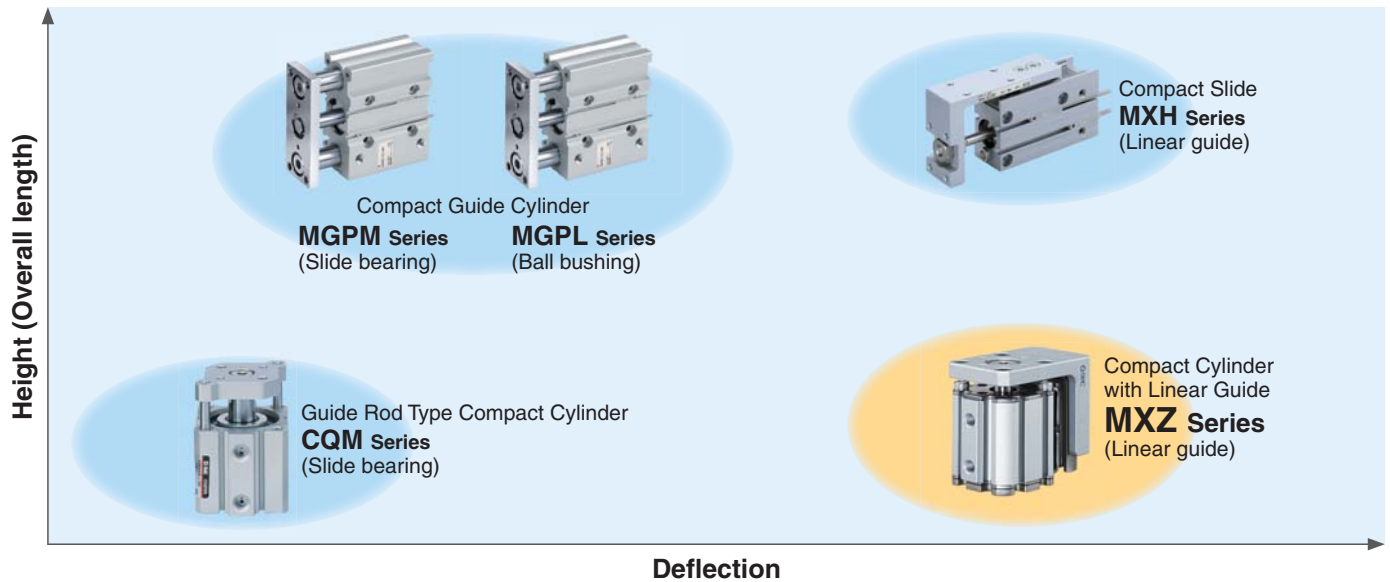 Height (Overall length)
Compact Guide Cylinder
MGPM Series
(Slide bearing)
MGPL Series
(Ball bushing)
Compact Slide
MXH Series
(Linear guide)
Guide Rod Type Compact Cylinder
CQM Series
(Slide bearing)
Compact Cylinder
with Linear Guide
MXZ Series
(Linear guide)
Deflection